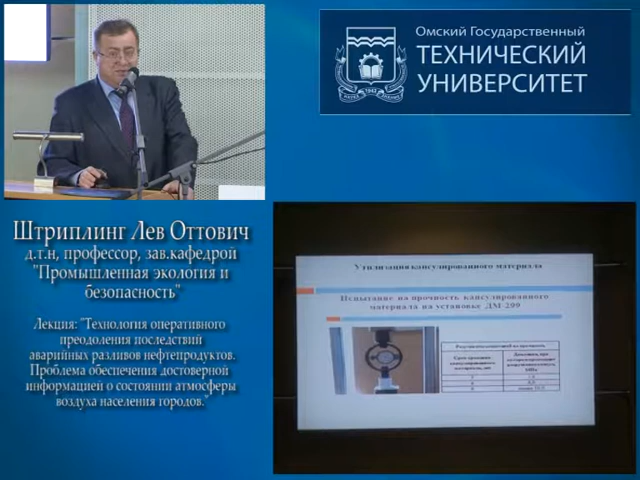 Омский Государственный
ТЕХНИЧЕСКИЙ
УНИВЕРСИТЕТ
Штриплинг Лев Оттович
д.т.н, профессор, зав.кафедрой
"Промышленная экология и
безопасность"
Лекция: "Технология оперативного
преодоления последствий
аварийных разливов нефтепродуктов.
Проблема обеспечения достоверной
информацией о состоянии атмосферы
воздуха населения городов."
Утилизация капсулированного материала
Испытание на прочность капсулированного
материала на установке ДМ-299